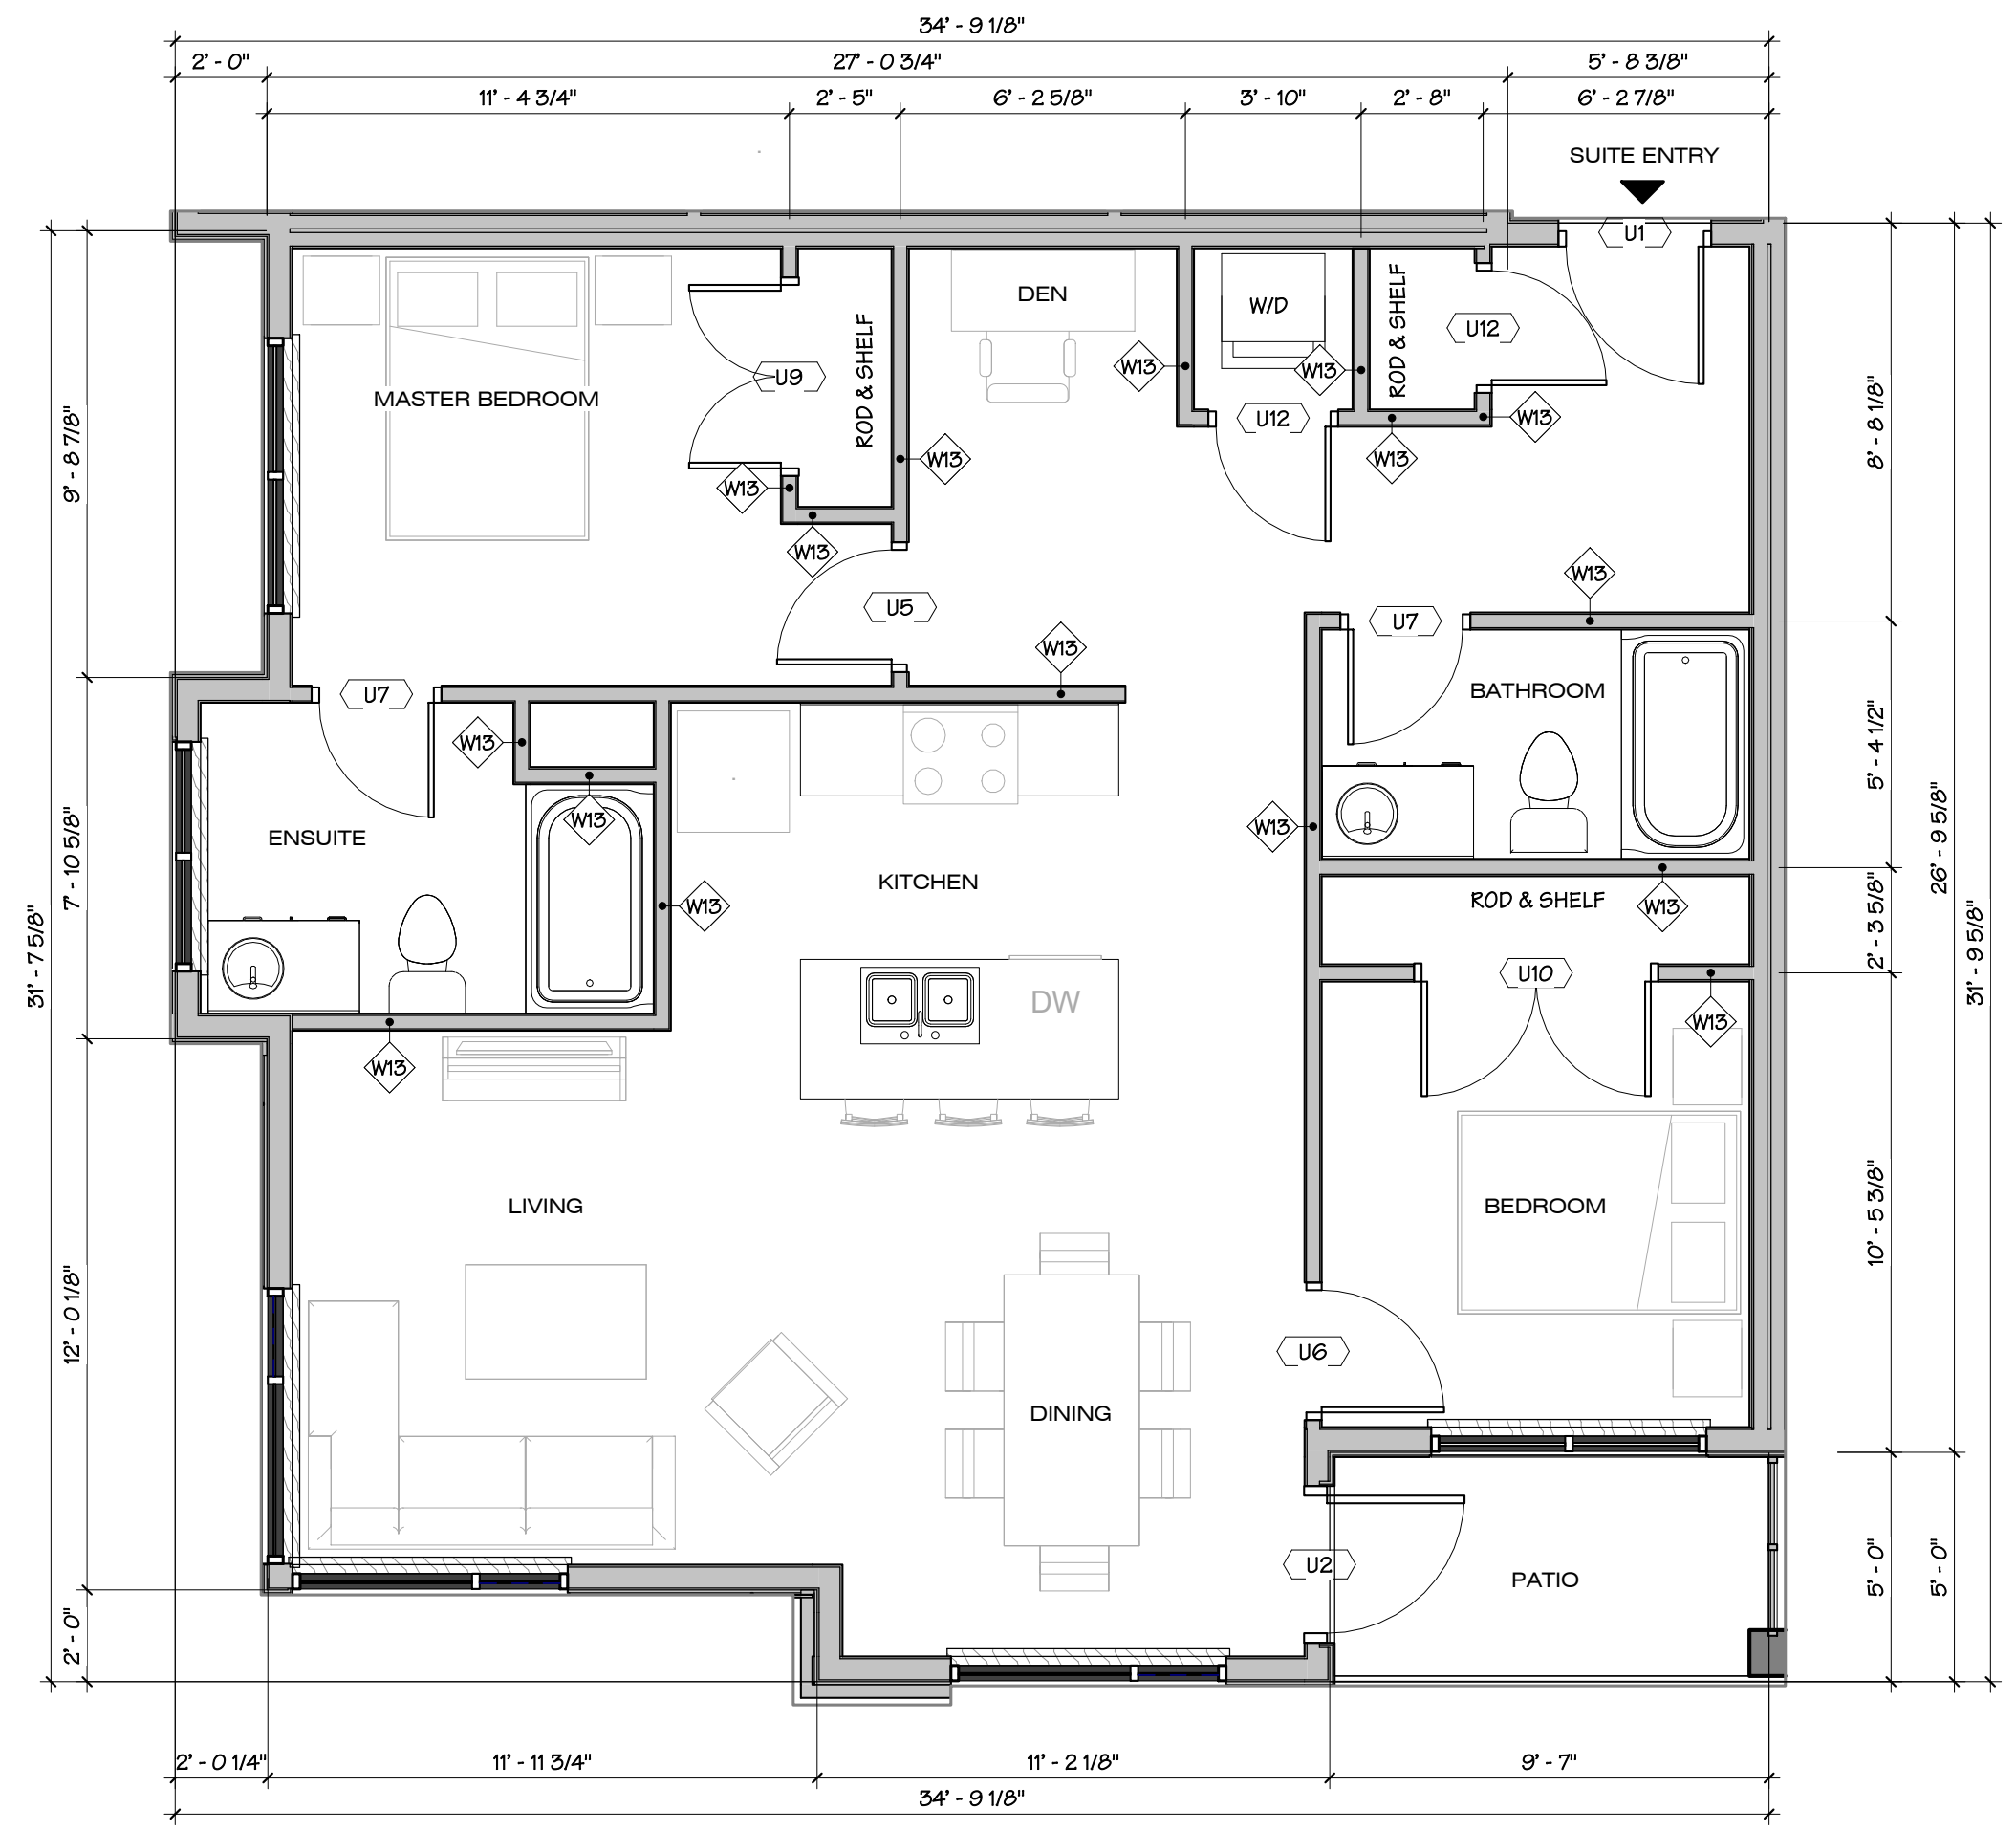 34' - 9 1/8"
2' - 0"
27' - 0 3/4"
5' - 8 3/8"
11' - 4 3/4"
2' - 5"
6' - 2 5/8"
3' - 10"
2' - 8"
6' - 2 7/8"
SUITE ENTRY
U1
DEN
W/D
ROD & SHELF
U12
W13
W13
U9
ROD & SHELF
MASTER BEDROOM
U12
W13
W13
W13
W13
W13
8' - 8 1/8"
9' - 8 7/8"
W13
W13
U5
U7
W13
U7
BATHROOM
W13
5' - 4 1/2"
W13
W13
ENSUITE
7' - 10 5/8"
26' - 9 5/8"
KITCHEN
W13
ROD & SHELF
W13
2' - 3 5/8"
31' - 7 5/8"
31' - 9 5/8"
U10
DW
W13
W13
LIVING
BEDROOM
10' - 5 3/8"
12' - 0 1/8"
U6
DINING
U2
PATIO
5' - 0"
5' - 0"
2' - 0"
2' - 0 1/4"
11' - 11 3/4"
11' - 2 1/8"
9' - 7"
34' - 9 1/8"